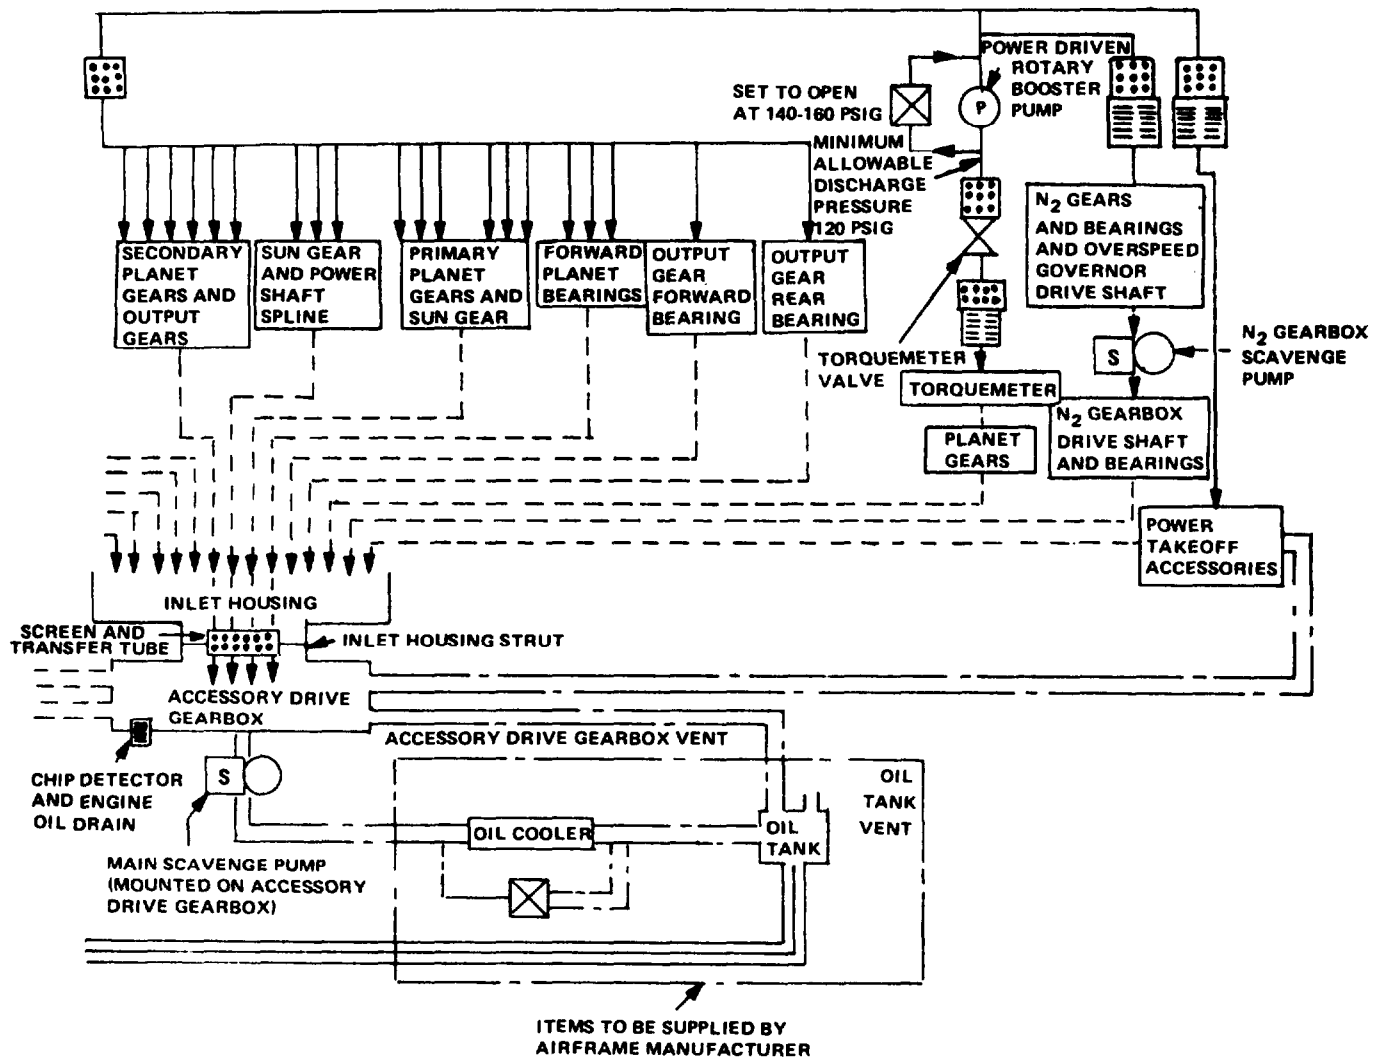 POWER DRIVEN
ROTARY
BOOSTER
PUMP
P
SET TO OPEN
AT 140-160 PSIG
MINIMUM
ALLOWABLE
DISCHARGE
PRESSURE
120 PSIG
SECONDARY
PLANET
GEARS AND
OUTPUT
GEARS
SUN GEAR
AND POWER
SHAFT
SPLINE
PRIMARY
PLANET
GEARS AND
SUN GEAR
FORWARD
PLANET
BEARINGS
OUTPUT
GEAR
FORWARD
BEARING
OUTPUT
GEAR
REAR
BEARING
N2 GEARS
AND BEARINGS
AND OVERSPEED
GOVERNOR
DRIVE SHAFT
S
N2 GEARBOX
SCAVENGE
PUMP
TORQUEMETER
VALVE
TORQUEMETER
N2 GEARBOX
DRIVE SHAFT
AND BEARINGS
PLANET
GEARS
POWER
TAKEOFF
ACCESSORIES
INLET HOUSING
SCREEN AND
TRANSFER TUBE
INLET HOUSING STRUT
ACCESSORY DRIVE
GEARBOX
ACCESSORY DRIVE GEARBOX VENT
CHIP DETECTOR
AND ENGINE
OIL DRAIN
S
OIL
TANK
VENT
OIL COOLER
OIL
TANK
MAIN SCAVENGE PUMP
(MOUNTED ON ACCESSORY
DRIVE GEARBOX)
ITEMS TO BE SUPPLIED BY
AIRFRAME MANUFACTURER